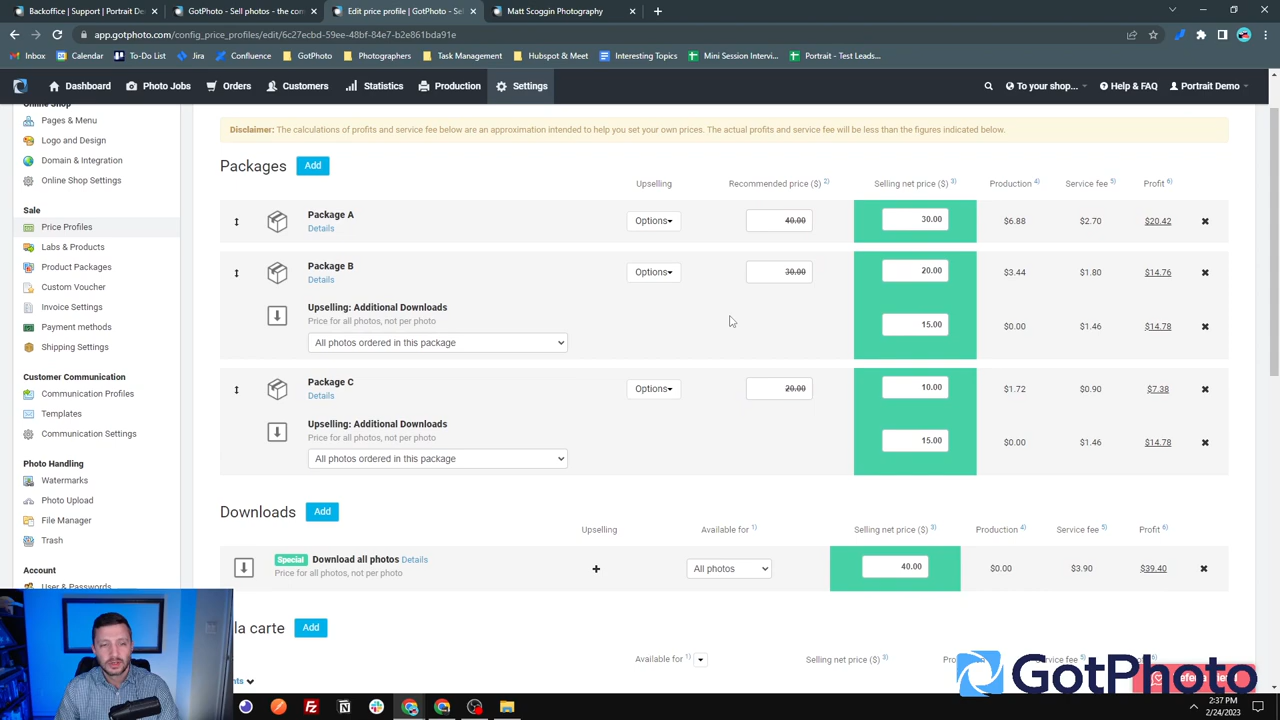 Backoffice | Portrait De
GotPhoto - Sell photos - the con
Edit price profile | GotPhoto - Sel
Matt Scoggin Photography
app.gotphoto.com/config_price_profiles/edit/6c27ecbd-59ee-48bf-84e7-b2e861bda91e
Inbox
Calendar
To-Do List
Jira
Confluence
GotPhoto
Photographers
Task Management
Hubspot & Meet
Interesting Topics
Mini Session Intervi...
Portrait - Test Leads...
Dashboard
Photo Jobs
Orders
Customers
Statistics
Production
Settings
To your shop...
Help & FAQ
Portrait Demo
Online Shop
Pages & Menu
Logo and Design
Domain & Integration
Online Shop Settings
Sale
Price Profiles
Labs & Products
Product Packages
Custom Voucher
Invoice Settings
Payment methods
Shipping Settings
Customer Communication
Communication Profiles
Templates
Communication Settings
Photo Handling
Watermarks
Photo Upload
File Manager
Trash
Account
User & Passwords
Disclaimer: The calculations of profits and service fee below are an approximation intended to help you set your own prices. The actual profits and service fee will be less than the figures indicated below.
Packages Add
Upselling Recommended price ($) 2) Selling net price ($) 3) Production 4) Service fee 5) Profit 6)
Package A
Details
Options 40.00 30.00 $6.88 $2.70 $20.42
Package B
Details
Options 30.00 20.00 $3.44 $1.80 $14.76
Upselling: Additional Downloads
Price for all photos, not per photo
All photos ordered in this package
15.00 $0.00 $1.46 $14.78
Package C
Details
Options 20.00 10.00 $1.72 $0.90 $7.38
Upselling: Additional Downloads
Price for all photos, not per photo
All photos ordered in this package
15.00 $0.00 $1.46 $14.78
Downloads Add
Upselling Available for 1) Selling net price ($) 3) Production 4) Service fee 5) Profit 6)
Special Download all photos Details
Price for all photos, not per photo
All photos 40.00 $0.00 $3.90 $39.40
la carte Add
Available for 1) Selling net price ($) 3) Service fee 5) Profit 6)
nts
GotPhoto
2:37 PM
2/24/2023